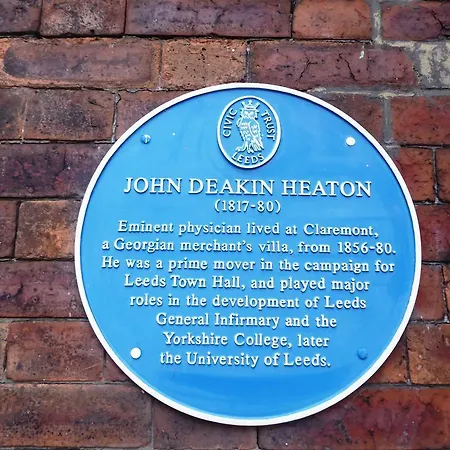 CIVIC TRUST
LEEDS
JOHN DEAKIN HEATON
(1817-80)
Eminent physician lived at Claremont,
a Georgian merchant's villa, from 1856-80.
He was a prime mover in the campaign for
Leeds Town Hall, and played major
roles in the development of Leeds
General Infirmary and the
Yorkshire College, later
the University of Leeds.